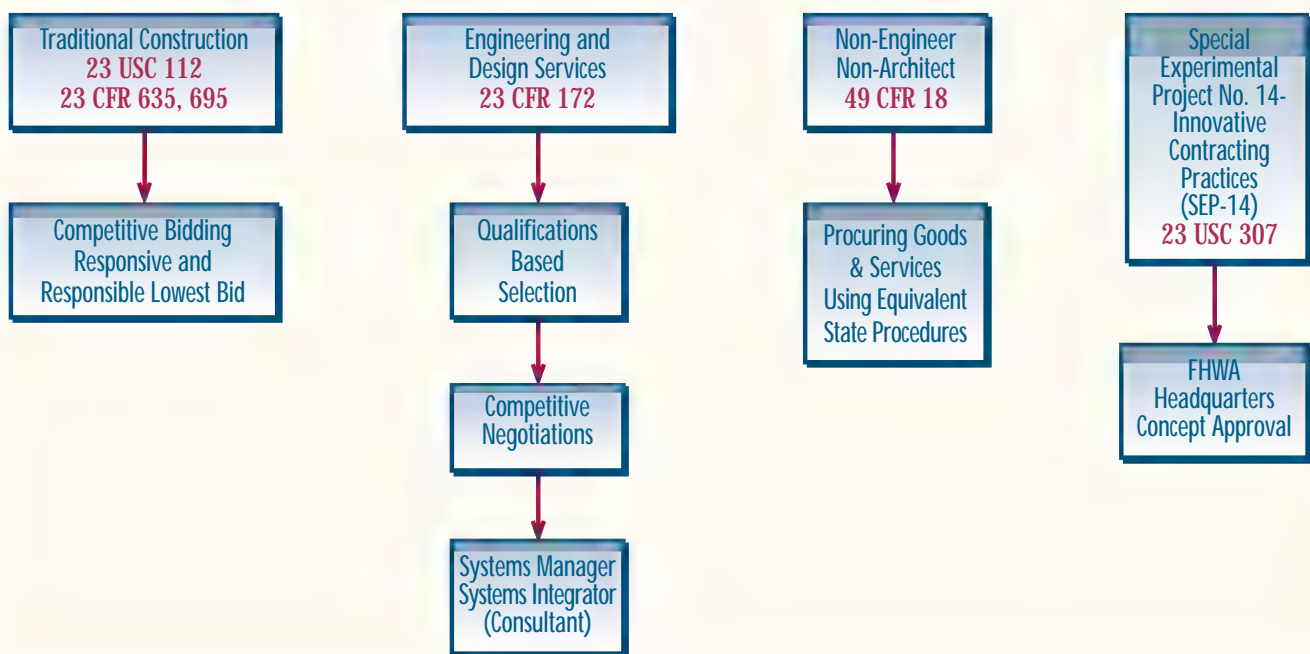 Traditional Construction
23 USC 112
23 CFR 635, 695
Competitive Bidding
Responsive and
Responsible Lowest Bid
Engineering and
Design Services
23 CFR 172
Qualifications
Based
Selection
Competitive
Negotiations
Systems Manager
Systems Integrator
(Consultant)
Non-Engineer
Non-Architect
49 CFR 18
Procuring Goods
& Services
Using Equivalent
State Procedures
Special
Experimental
Project No. 14-
Innovative
Contracting
Practices
(SEP-14)
23 USC 307
FHWA
Headquarters
Concept Approval